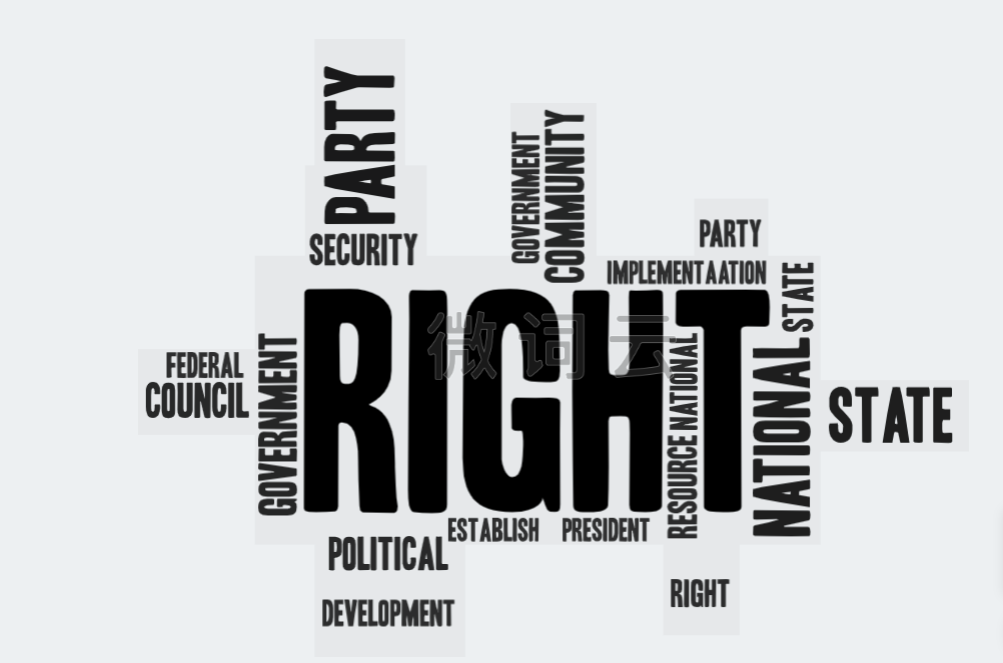 PARTY
SECURITY
GOVERNMENT
COMMUNITY
PARTY
IMPLEMENTAATION
STATE
RIGHT
微词云
FEDERAL
COUNCIL
GOVERNMENT
NATIONAL
RESOURCE
NATIONAL
STATE
ESTABLISH
PRESIDENT
POLITICAL
DEVELOPMENT
RIGHT